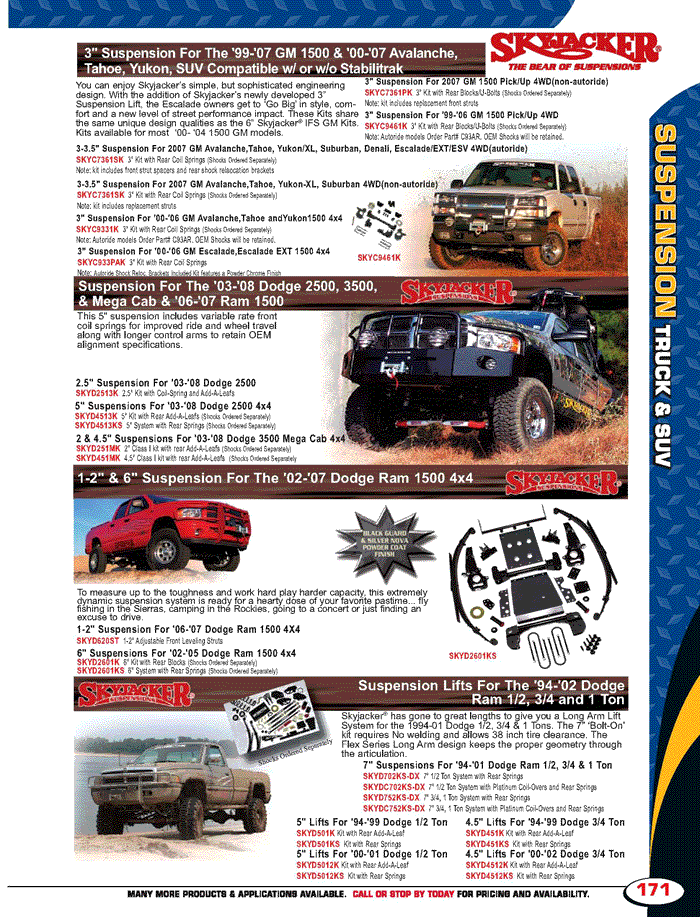 3" Suspension For The '99-'07 GM 1500 & '00-'07 Avalanche,
Tahoe, Yukon, SUV Compatible w/ or w/o Stabilitrak
SKYJACKER®
THE BEAR OF SUSPENSIONS
You can enjoy Skyjacker's simple, but sophisticated engineering
design. With the addition of Skyjacker's newly developed 3"
Suspension Lift, the Escalade owners get to 'Go Big' in style, com-
fort and a new level of street performance impact. These Kits share
the same unique design qualities as the 6" Skyjacker® IFS GM Kits.
Kits available for most '00- '04 1500 GM models.
3" Suspension For 2007 GM 1500 Pick/Up 4WD(non-autoride)
SKYC7361PK 3" Kit with Rear Blocks/U-Bolts (Shocks Ordered Separately)
Note: kit includes replacement front struts
3" Suspension For '99-'06 GM 1500 Pick/Up 4WD
SKYC9461K 3" Kit with Rear Blocks/U-Bolts (Shocks Ordered Separately)
Note: Autoride models Order Part# C93AR. OEM Shocks will be retained.
3-3.5" Suspension For 2007 GM Avalanche,Tahoe, Yukon/XL, Suburban, Denali, Escalade/EXT/ESV 4WD(autoride)
SKYC7361SK 3" Kit with Rear Coil Springs (Shocks Ordered Separately)
Note: kit includes front strut spacers and rear shock relocation brackets
3-3.5" Suspension For 2007 GM Avalanche,Tahoe, Yukon-XL, Suburban 4WD(non-autoride)
SKYC7361SK 3" Kit with Rear Coil Springs (Shocks Ordered Separately)
Note: kit includes replacement struts
3" Suspension For '00-'06 GM Avalanche,Tahoe andYukon1500 4x4
SKYC9331K 3" Kit with Rear Coil Springs (Shocks Ordered Separately)
Note: Autoride models Order Part# C93AR. OEM Shocks will be retained.
3" Suspension For '00-'06 GM Escalade,Escalade EXT 1500 4x4
SKYC933PAK 3" Kit with Rear Coil Springs
Note: Autoride Shock Reloc. Brackets Included Kit features a Powder Chrome Finish
SKYC9461K
Suspension For The '03-'08 Dodge 2500, 3500,
& Mega Cab & '06-'07 Ram 1500
SKYJACKER
SUSPENSIONS
This 5" suspension includes variable rate front
coil springs for improved ride and wheel travel
along with longer control arms to retain OEM
alignment specifications.
2.5" Suspension For '03-'08 Dodge 2500
SKYD2513K 2.5" Kit with Coil-Spring and Add-A-Leafs
5" Suspensions For '03-'08 Dodge 2500 4x4
SKYD4513K 5" Kit with Rear Add-A-Leafs (Shocks Ordered Separately)
SKYD4513KS 5" System with Rear Springs (Shocks Ordered Separately)
2 & 4.5" Suspensions For '03-'08 Dodge 3500 Mega Cab 4x4
SKYD251MK 2" Class II kit with Rear Add-A-Leafs (Shocks Ordered Separately)
SKYD451MK 4.5" Class II kit with rear Add-A-Leafs (Shocks Ordered Separately
1-2" & 6" Suspension For The '02-'07 Dodge Ram 1500 4x4
SKYJACKER
SUSPENSIONS
BLACK GUARD
& SILVER NOVA
POWDER COAT
FINISH
To measure up to the toughness and work hard play harder capacity, this extremely
dynamic suspension system is ready for a hearty dose of your favorite pastime... fly
fishing in the Sierras, camping in the Rockies, going to a concert or just finding an
excuse to drive.
1-2" Suspensions For '06-'07 Dodge Ram 1500 4X4
SKYD620ST 1-2" Adjustable Front Leveling Struts
6" Suspensions For '02-'05 Dodge Ram 1500 4x4
SKYD2601K 6" Kit with Rear Blocks (Shocks Ordered Separately)
SKYD2601KS 6" System with Rear Springs (Shocks Ordered Separately)
SKYD2601KS
SKYJACKER
SUSPENSIONS
Shocks Ordered Separately
Suspension Lifts For The '94-'02 Dodge
Ram 1/2, 3/4 and 1 Ton
Skyjacker® has gone to great lengths to give you a Long Arm Lift
System for the 1994-01 Dodge 1/2, 3/4 & 1 Tons. The 7" 'Bolt-On'
kit requires No welding and allows 38 inch tire clearance. The
Flex Series Long Arm design keeps the proper geometry through
the articulation.
7" Suspensions For '94-'01 Dodge Ram 1/2, 3/4 & 1 Ton
SKYD702KS-DX 7" 1/2 Ton System with Rear Springs
SKYDC702KS-DX 7" 1/2 Ton System with Platinum Coil-Overs and Rear Springs
SKYD752KS-DX 7" 3/4, 1 Ton System with Rear Springs
SKYDC752KS-DX 7" 3/4, 1 Ton System with Platinum Coil-Overs and Rear Springs
5" Lifts For '94-'99 Dodge 1/2 Ton
SKYD501K Kit with Rear Add-A-Leaf
SKYD501KS Kit with Rear Springs
5" Lifts For '00-'01 Dodge 1/2 Ton
SKYD5012K Kit with Rear Add-A-Leaf
SKYD5012KS Kit with Rear Springs
4.5" Lifts For '94-'99 Dodge 3/4 Ton
SKYD451K Kit with Rear Add-A-Leaf
SKYD451KS Kit with Rear Springs
4.5" Lifts For '00-'02 Dodge 3/4 Ton
SKYD4512K Kit with Rear Add-A-Leaf
SKYD4512KS Kit with Rear Springs
SUSPENSION TRUCK & SUV
MANY MORE PRODUCTS & APPLICATIONS AVAILABLE. CALL OR STOP BY TODAY FOR PRICING AND AVAILABILITY.
171